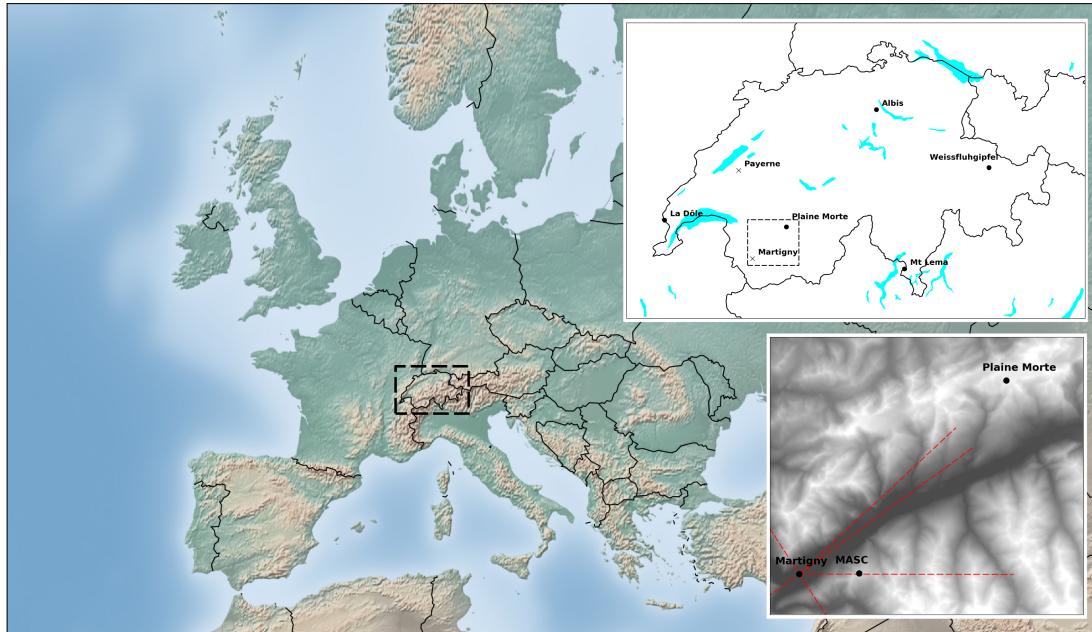 Albis
Weissfluhgipfel
Payerne
La Dôle
Plaine Morte
Martigny
Mt Lema
Plaine Morte
Martigny
MASC